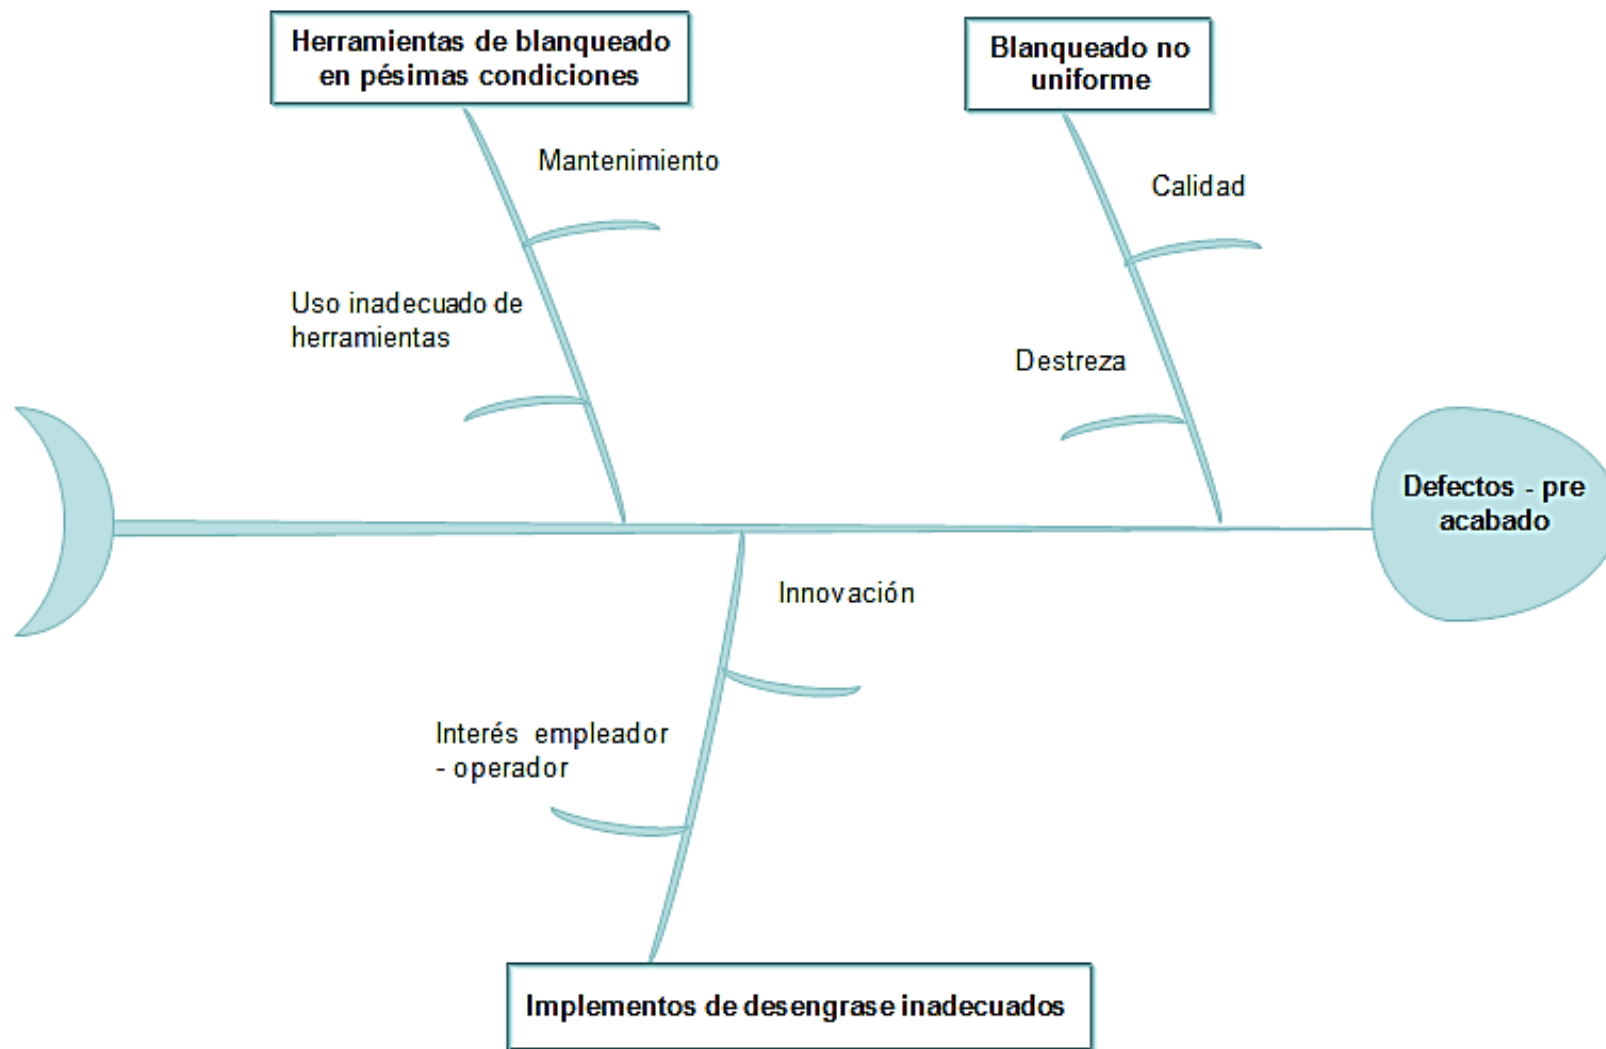 Herramientas de blanqueado
en pésimas condiciones
Blanqueado no
uniforme
Mantenimiento
Calidad
Uso inadecuado de
herramientas
Destreza
Defectos - pre
acabado
Innovación
Interés empleador
- operador
Implementos de desengrase inadecuados